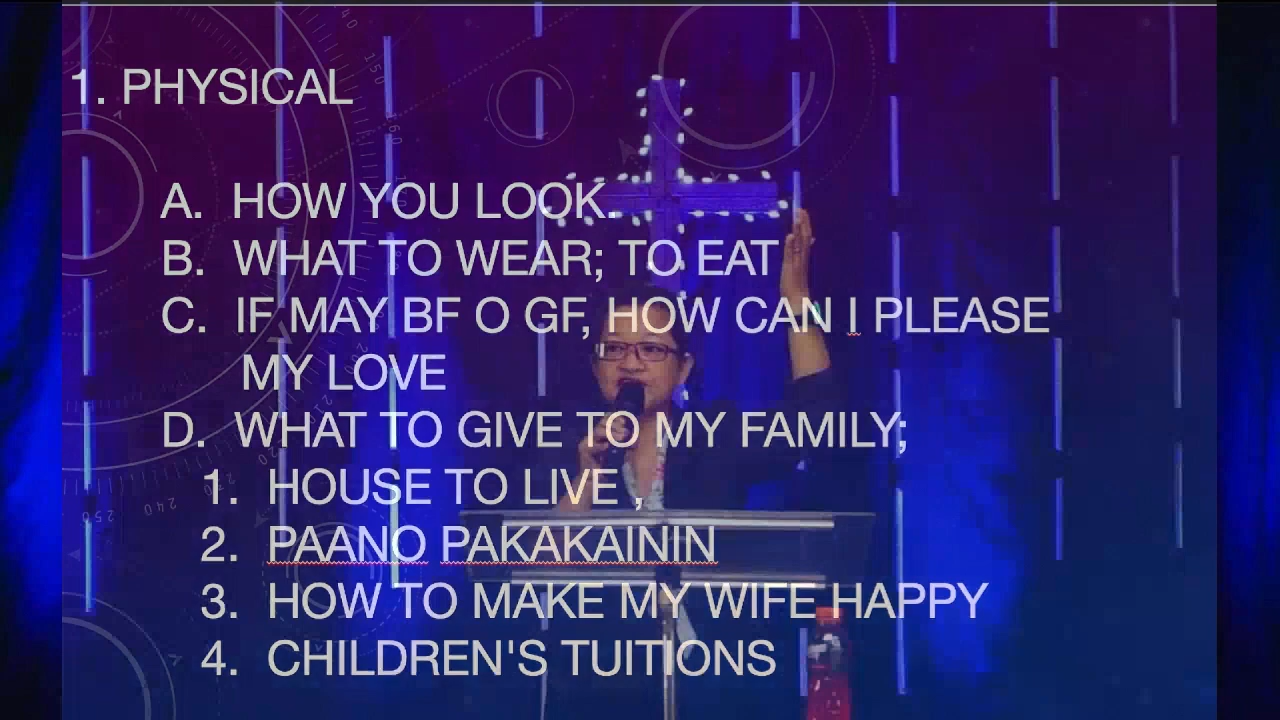 1. PHYSICAL
A. HOW YOU LOOK.
B. WHAT TO WEAR; TO EAT
C. IF MAY BF O GF, HOW CAN I PLEASE
MY LOVE
D. WHAT TO GIVE TO MY FAMILY;
1. HOUSE TO LIVE ,
2. PAANO PAKAKAININ
3. HOW TO MAKE MY WIFE HAPPY
4. CHILDREN'S TUITIONS